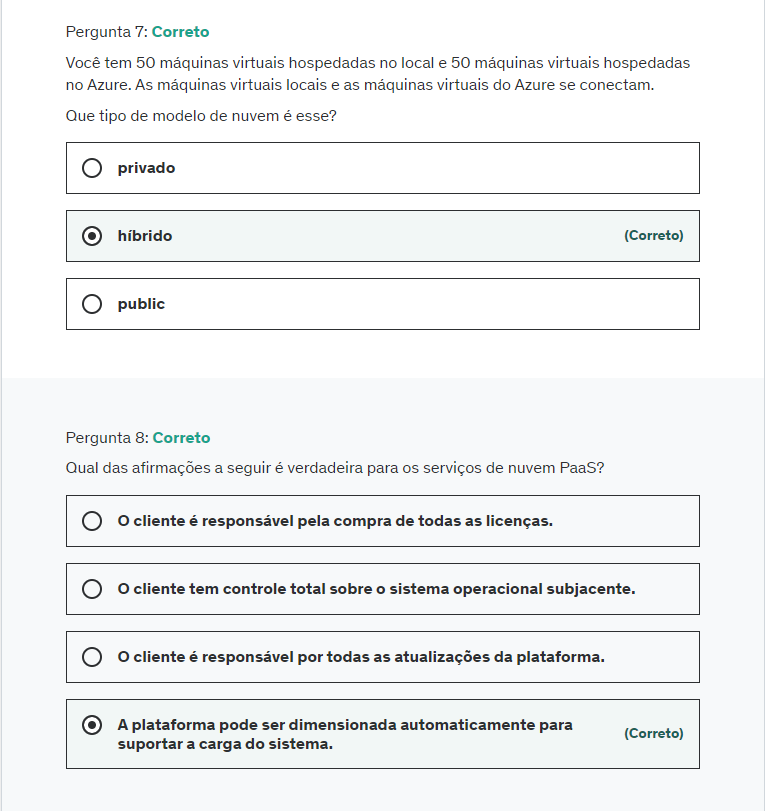 Pergunta 7: Correto
Você tem 50 máquinas virtuais hospedadas no local e 50 máquinas virtuais hospedadas
no Azure. As máquinas virtuais locais e as máquinas virtuais do Azure se conectam.
Que tipo de modelo de nuvem é esse?
privado
híbrido (Correto)
public
Pergunta 8: Correto
Qual das afirmações a seguir é verdadeira para os serviços de nuvem PaaS?
O cliente é responsável pela compra de todas as licenças.
O cliente tem controle total sobre o sistema operacional subjacente.
O cliente é responsável por todas as atualizações da plataforma.
A plataforma pode ser dimensionada automaticamente para
suportar a carga do sistema.
(Correto)